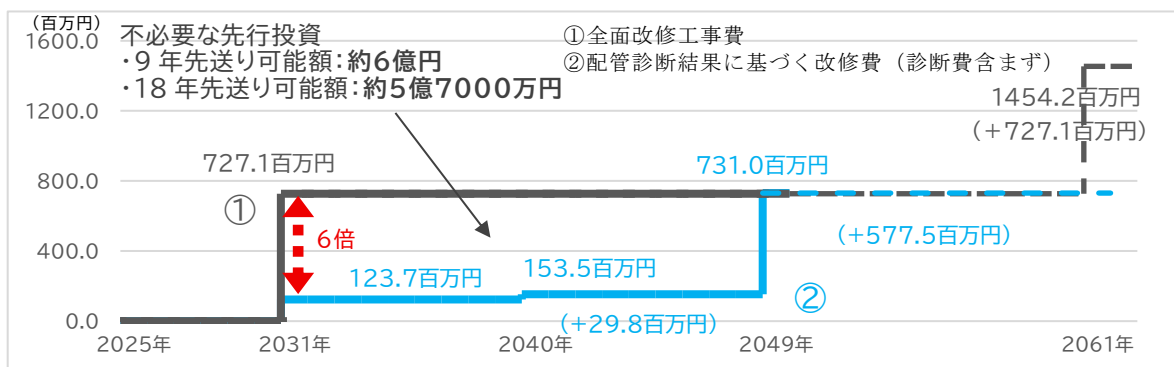 （百万円）
1600.0
1200.0
800.0
400.0
0.0
不必要な先行投資
・9 年先送り可能額：約6億円
・18 年先送り可能額：約5億7000万円
①全面改修工事費
②配管診断結果に基づく改修費（診断費含まず）
1454.2百万円
（＋727.1百万円）
727.1百万円
731.0百万円
①
6倍
（＋577.5百万円）
123.7百万円
153.5百万円
②
（＋29.8百万円）
2025年
2031年
2040年
2049年
2061年